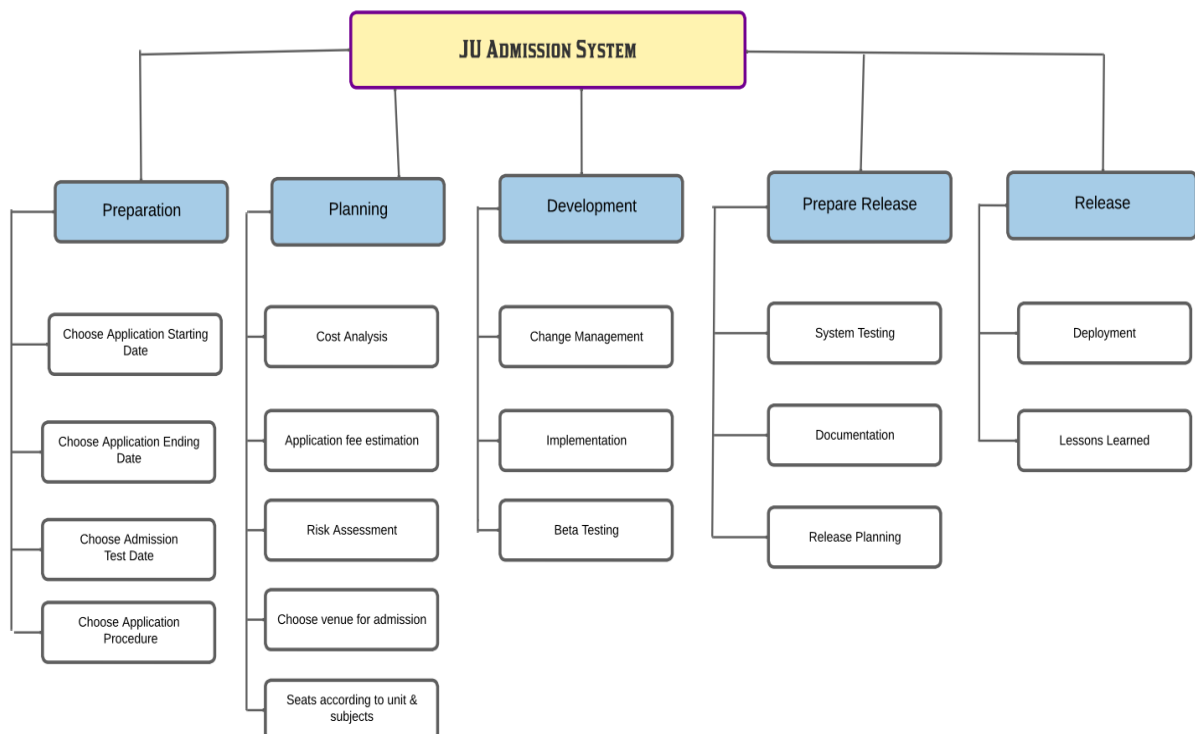 JU Admission System
Preparation
Choose Application Starting
Date
Choose Application Ending
Date
Choose Admission
Test Date
Choose Application
Procedure
Planning
Cost Analysis
Application fee estimation
Risk Assessment
Choose venue for admission
Seats according to unit &
subjects
Development
Change Management
Implementation
Beta Testing
Prepare Release
System Testing
Documentation
Release Planning
Release
Deployment
Lessons Learned